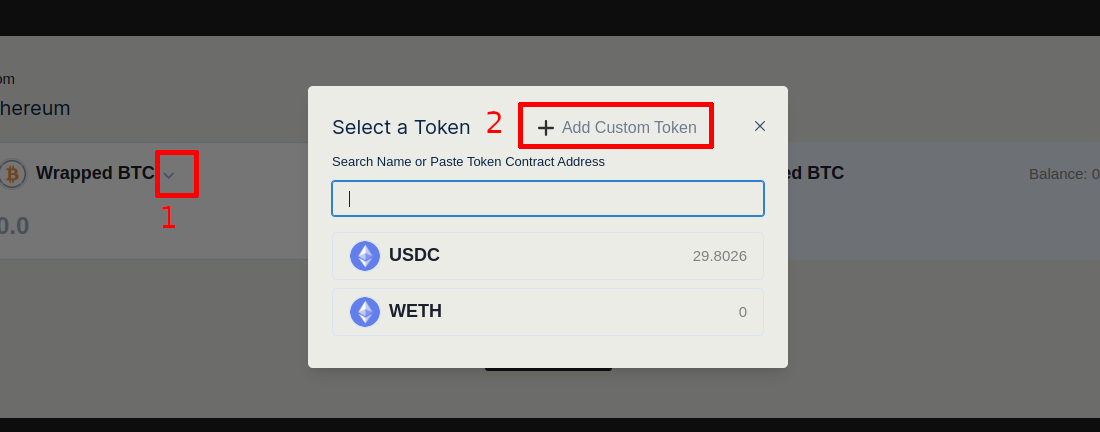 om
hereum
Select a Token
2
Add Custom Token
Search Name or Paste Token Contract Address
Wrapped BTC
1
0.0
USDC
29.8026
WETH
0
ed BTC
Balance: 0